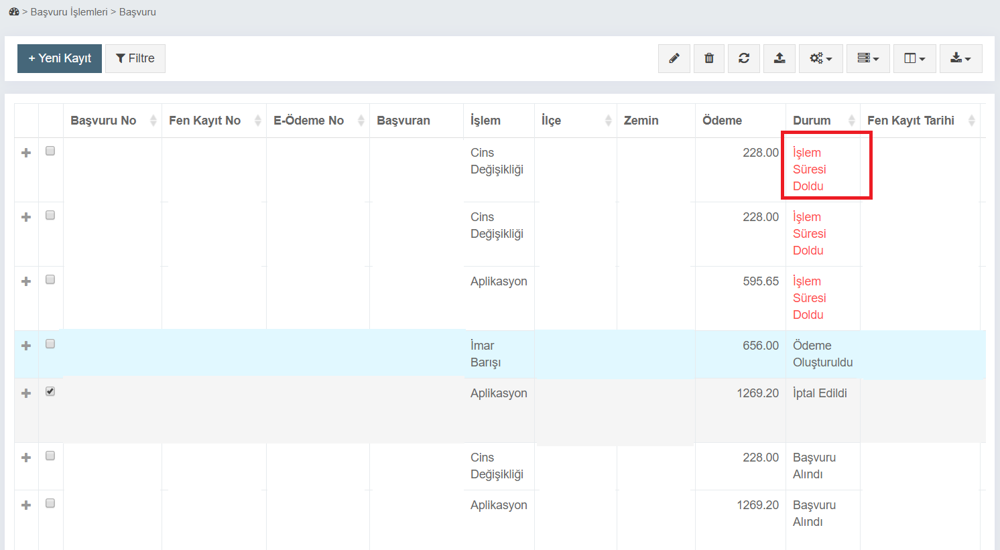 > Başvuru İşlemleri > Başvuru
+ Yeni Kayıt Filtre
Başvuru No Fen Kayıt No E-Ödeme No Başvuran İşlem İlçe Zemin Ödeme Durum Fen Kayıt Tarihi
Cins 228.00 İşlem
Değişikliği Süresi
Doldu
Cins 228.00 İşlem
Değişikliği Süresi
Doldu
Aplikasyon 595.65 İşlem
Süresi
Doldu
İmar 656.00 Ödeme
Barışı Oluşturuldu
Aplikasyon 1269.20 İptal Edildi
Cins 228.00 Başvuru
Değişikliği Alındı
Aplikasyon 1269.20 Başvuru
Alındı